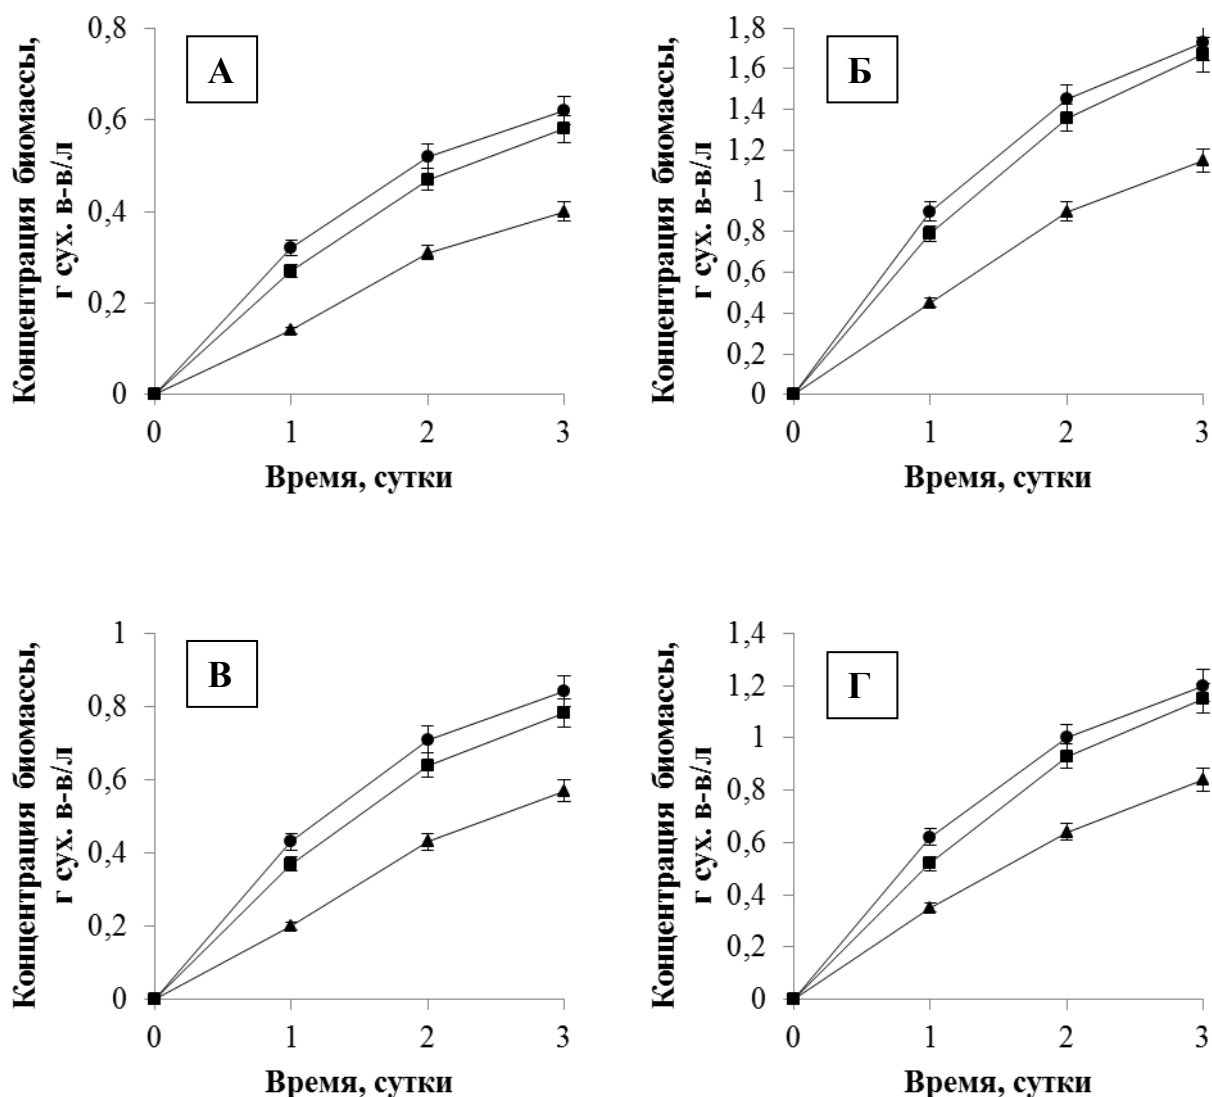 Концентрация биомассы,
г сух. в-в/л
0,8
0,6
0,4
0,2
0
А
0 1 2 3
Время, сутки
Концентрация биомассы,
г сух. в-в/л
1,8
1,6
1,4
1,2
1
0,8
0,6
0,4
0,2
0
Б
0 1 2 3
Время, сутки
Концентрация биомассы,
г сух. в-в/л
1
0,8
0,6
0,4
0,2
0
В
0 1 2 3
Время, сутки
Концентрация биомассы,
г сух. в-в/л
1,4
1,2
1
0,8
0,6
0,4
0,2
0
Г
0 1 2 3
Время, сутки